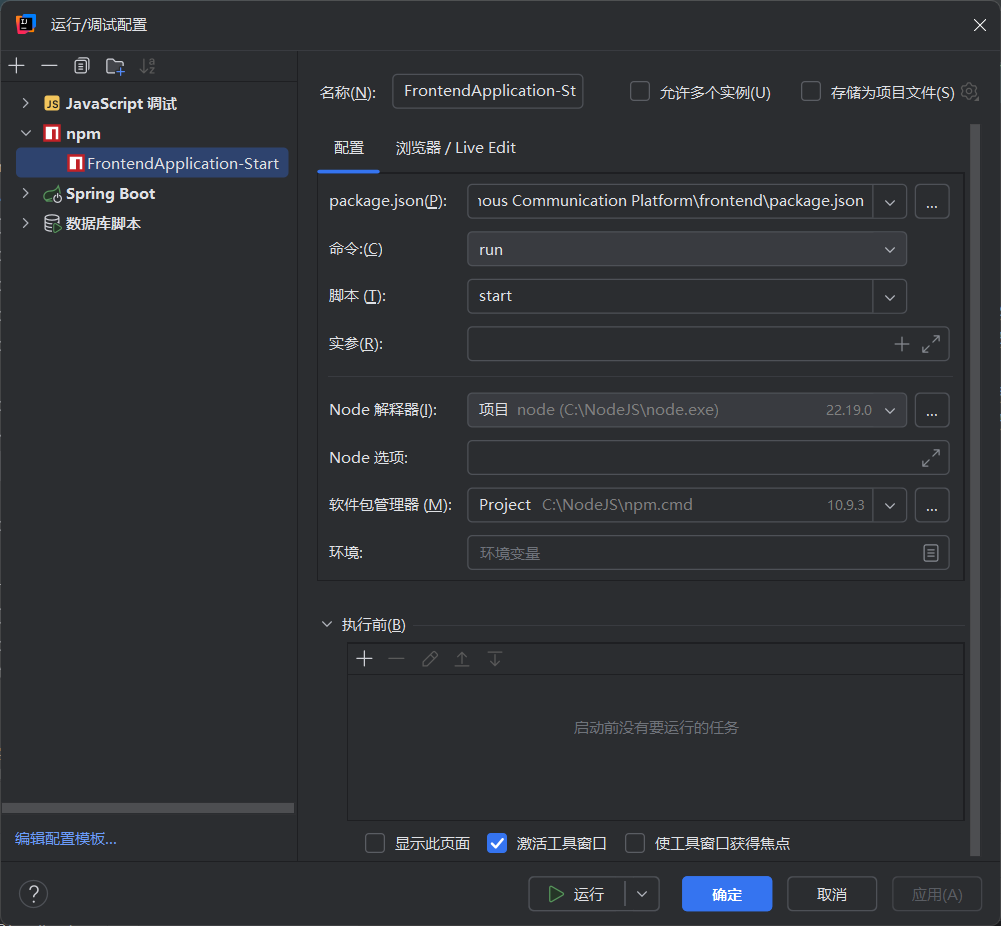 运行/调试配置
JavaScript 调试
npm
FrontendApplication-Start
Spring Boot
数据库脚本
编辑配置模板...
名称(N):
FrontendApplication-St
允许多个实例(U)
存储为项目文件(S)
配置
浏览器 / Live Edit
package.json(P):
nous Communication Platform\frontend\package.json
...
命令:(C)
run
脚本 (T):
start
实参(R):
Node 解释器(I):
项目 node (C:\NodeJS\node.exe) 22.19.0
...
Node 选项:
软件包管理器 (M):
Project C:\NodeJS\npm.cmd 10.9.3
...
环境:
环境变量
执行前(B)
启动前没有要运行的任务
显示此页面
激活工具窗口
使工具窗口获得焦点
?
运行
确定
取消
应用(A)